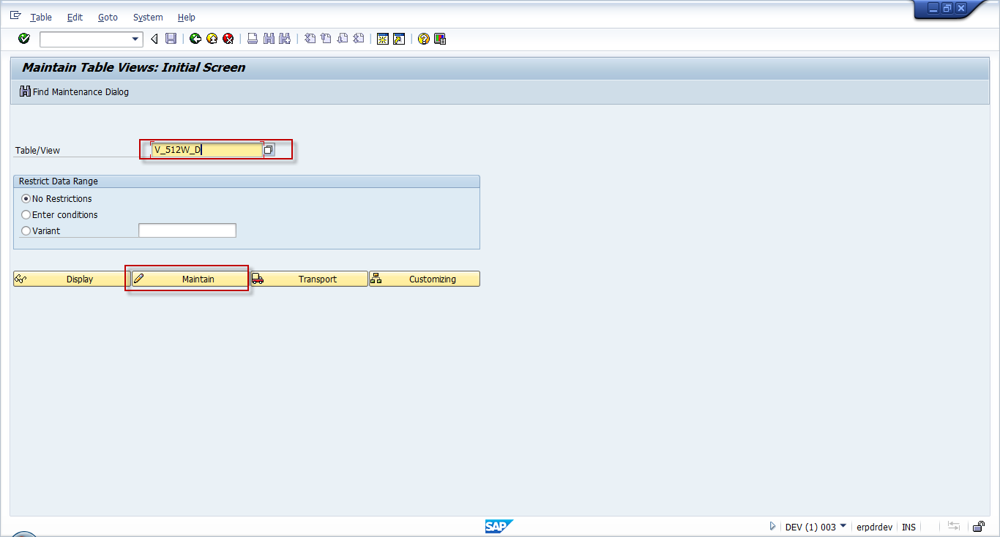 Table Edit Goto System Help
Maintain Table Views: Initial Screen
Find Maintenance Dialog
Table/View V_512W_D
Restrict Data Range
No Restrictions
Enter conditions
Variant
Display Maintain Transport Customizing
SAP DEV (1) 003 erpdrdev INS